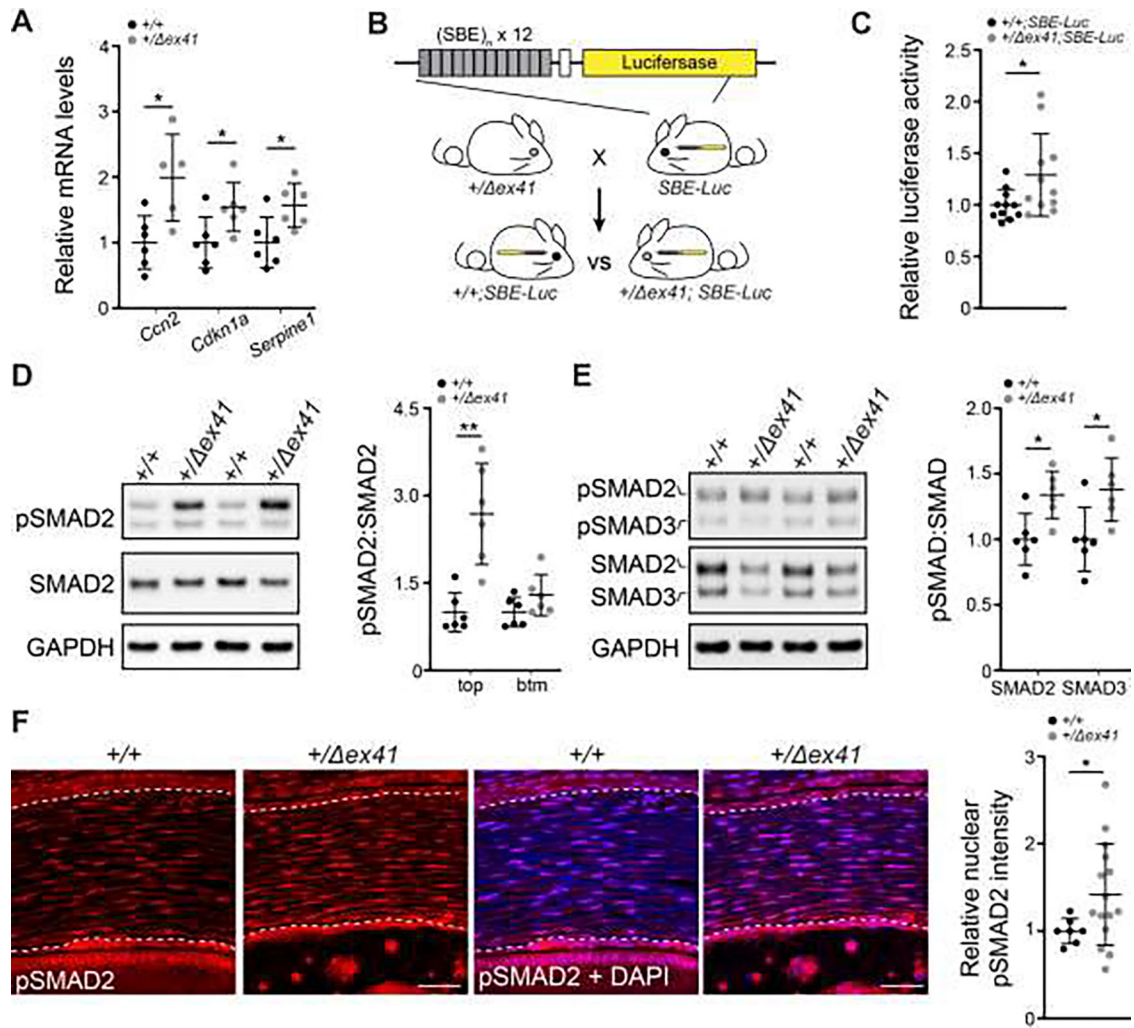 A
+/+
+/Δex41
Relative mRNA levels
4
3
2
1
0
*
*
*
Ccn2
Cdkn1a
Serpine1
B
(SBE)n x 12
Lucifersase
+/Δex41
X
SBE-Luc
+/+;SBE-Luc
vs
+/Δex41; SBE-Luc
C
+/+;SBE-Luc
+/Δex41;SBE-Luc
Relative luciferase activity
2.5
2.0
1.5
1.0
0.5
0
*
D
+/+
+/Δex41
+/+
+/Δex41
pSMAD2
SMAD2
GAPDH
+/+
+/Δex41
pSMAD2:SMAD2
4.5
3.0
1.5
0
**
top
btm
E
+/+
+/Δex41
+/+
+/Δex41
pSMAD2
pSMAD3
SMAD2
SMAD3
GAPDH
+/+
+/Δex41
pSMAD:SMAD
2.0
1.5
1.0
0.5
0
*
*
SMAD2
SMAD3
F
+/+
+/Δex41
+/+
+/Δex41
pSMAD2
pSMAD2 + DAPI
+/+
+/Δex41
Relative nuclear
pSMAD2 intensity
3
2
1
0
*